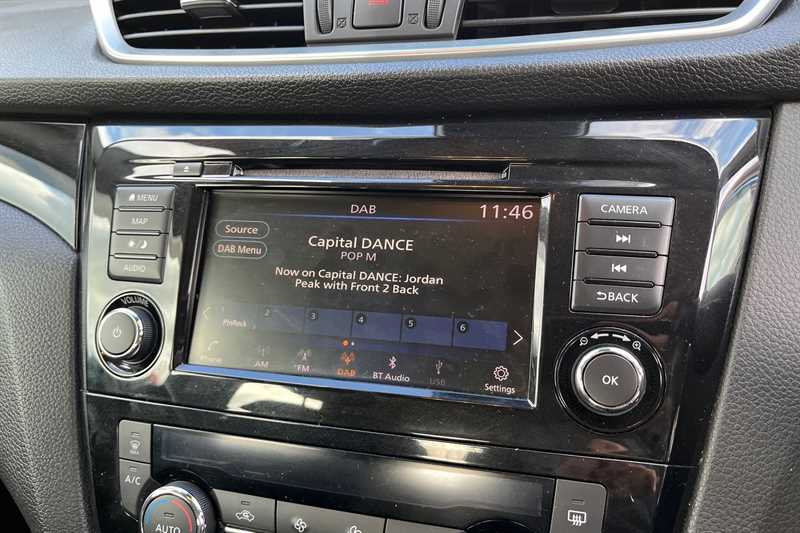 MENU
MAP
AUDIO
VOLUME
DAB
11:46
Source
DAB Menu
Capital DANCE
POP M
Now on Capital DANCE: Jordan
Peak with Front 2 Back
PlnRock
2
3
4
5
6
Phone
AM
FM
DAB
BT Audio
USB
Settings
CAMERA
BACK
OK
A/C
AUTO